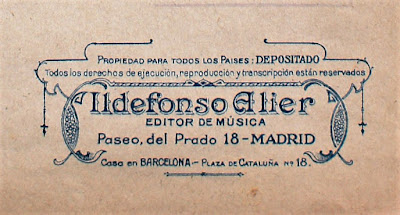 PROPIEDAD PARA TODOS LOS PAISES: DEPOSITADO
Todos los derechos de ejecución, reproducción y transcripción están reservados
Ildefonso Alier
EDITOR DE MÚSICA
Paseo, del Prado 18-MADRID
Casa en BARCELONA - PLAZA DE CATALUÑA Nº 18.